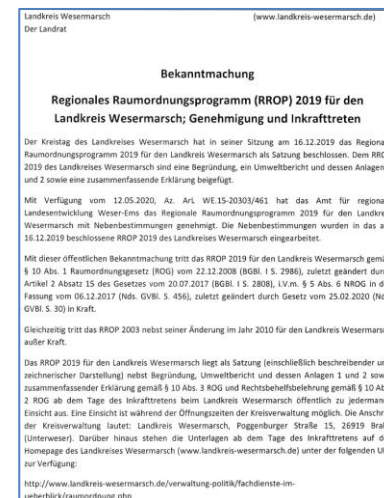 Landkreis Wesermarsch (www.landkreis-wesermarsch.de)
Der Landrat
Bekanntmachung
Regionales Raumordnungsprogramm (RROP) 2019 für den
Landkreis Wesermarsch; Genehmigung und Inkrafttreten
Der Kreistag des Landkreises Wesermarsch hat in seiner Sitzung am 16.12.2019 das Regiona
Raumordnungsprogramm 2019 für den Landkreis Wesermarsch als Satzung beschlossen. Dem RRO
2019 des Landkreises Wesermarsch sind eine Begründung, ein Umweltbericht und dessen Anlagen
und 2 sowie eine zusammenfassende Erklärung beigefügt.
Mit Verfügung vom 12.05.2020, Az. ArL WE.15-20303/461 hat das Amt für regional
Landesentwicklung Weser-Ems das Regionale Raumordnungsprogramm 2019 für den Landkre
Wesermarsch mit Nebenbestimmungen genehmigt. Die Nebenbestimmungen wurden in das a
16.12.2019 beschlossene RROP 2019 des Landkreises Wesermarsch eingearbeitet.
Mit dieser öffentlichen Bekanntmachung tritt das RROP 2019 für den Landkreis Wesermarsch gemä
§ 10 Abs. 1 Raumordnungsgesetz (ROG) vom 22.12.2008 (BGBl. I S. 2986), zuletzt geändert durc
Artikel 2 Absatz 15 des Gesetzes vom 20.07.2017 (BGBl. I S. 2808), i.V.m. § 5 Abs. 6 NROG in de
Fassung vom 06.12.2017 (Nds. GVBl. S. 456), zuletzt geändert durch Gesetz vom 25.02.2020 (Nd
GVBl. S. 30) in Kraft.
Gleichzeitig tritt das RROP 2003 nebst seiner Änderung im Jahr 2010 für den Landkreis Wesermarsc
außer Kraft.
Das RROP 2019 für den Landkreis Wesermarsch liegt als Satzung (einschließlich beschreibender un
zeichnerischer Darstellung) nebst Begründung, Umweltbericht und dessen Anlagen 1 und 2 sow
zusammenfassender Erklärung gemäß § 10 Abs. 3 ROG und Rechtsbehelfsbelehrung gemäß § 10 Ab
2 ROG ab dem Tage des Inkrafttretens beim Landkreis Wesermarsch öffentlich zu jederman
Einsicht aus. Eine Einsicht ist während der Öffnungszeiten der Kreisverwaltung möglich. Die Anschr
der Kreisverwaltung lautet: Landkreis Wesermarsch, Poggenburger Straße 15, 26919 Bral
(Unterweser). Darüber hinaus stehen die Unterlagen ab dem Tage des Inkrafttretens auf d
Homepage des Landkreises Wesermarsch (www.landkreis-wesermarsch.de) unter der folgenden U
zur Verfügung:
http://www.landkreis-wesermarsch.de/verwaltung-politik/fachdienste-im-
ueberblick/raumordnung.php